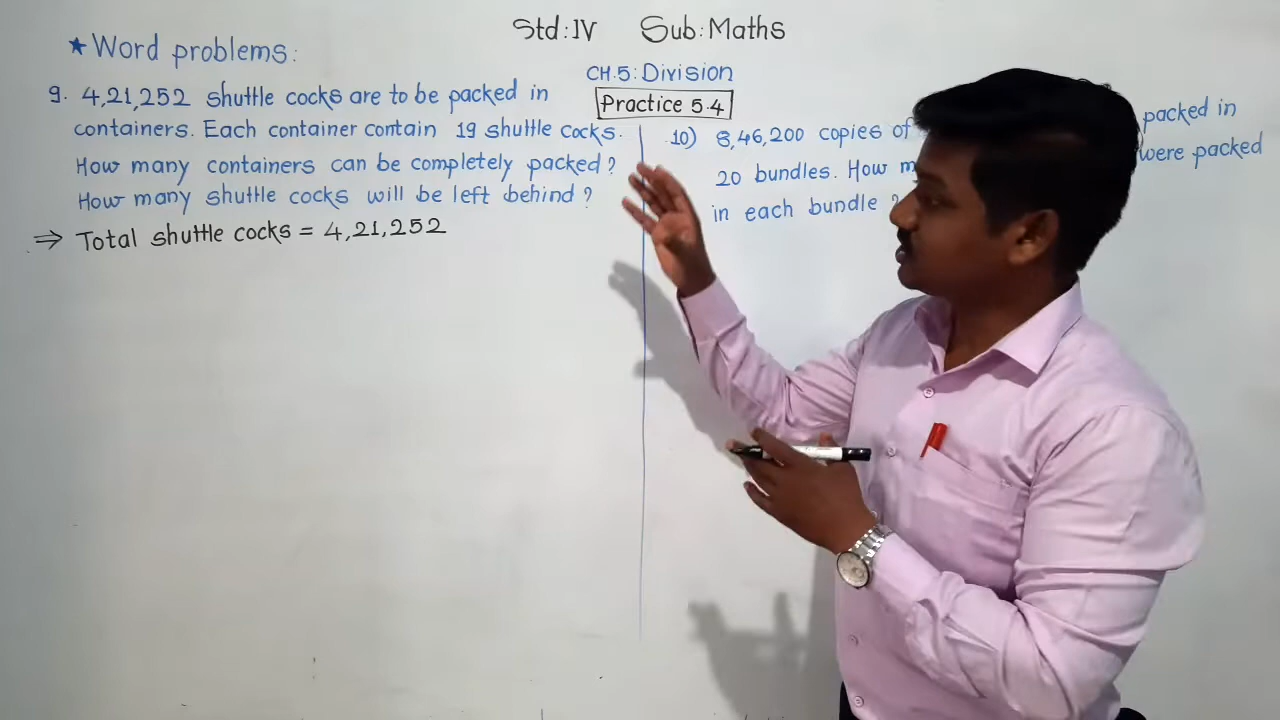 Std: IV Sub: Maths
★ Word problems:
CH.5: Division
Practice 5.4
9. 4,21,252 shuttle cocks are to be packed in
containers. Each container contain 19 shuttle cocks.
How many containers can be completely packed?
How many shuttle cocks will be left behind?
⇒ Total shuttle cocks = 4,21,252
10) 8,46,200 copies of packed in
20 bundles. How were packed
in each bundle